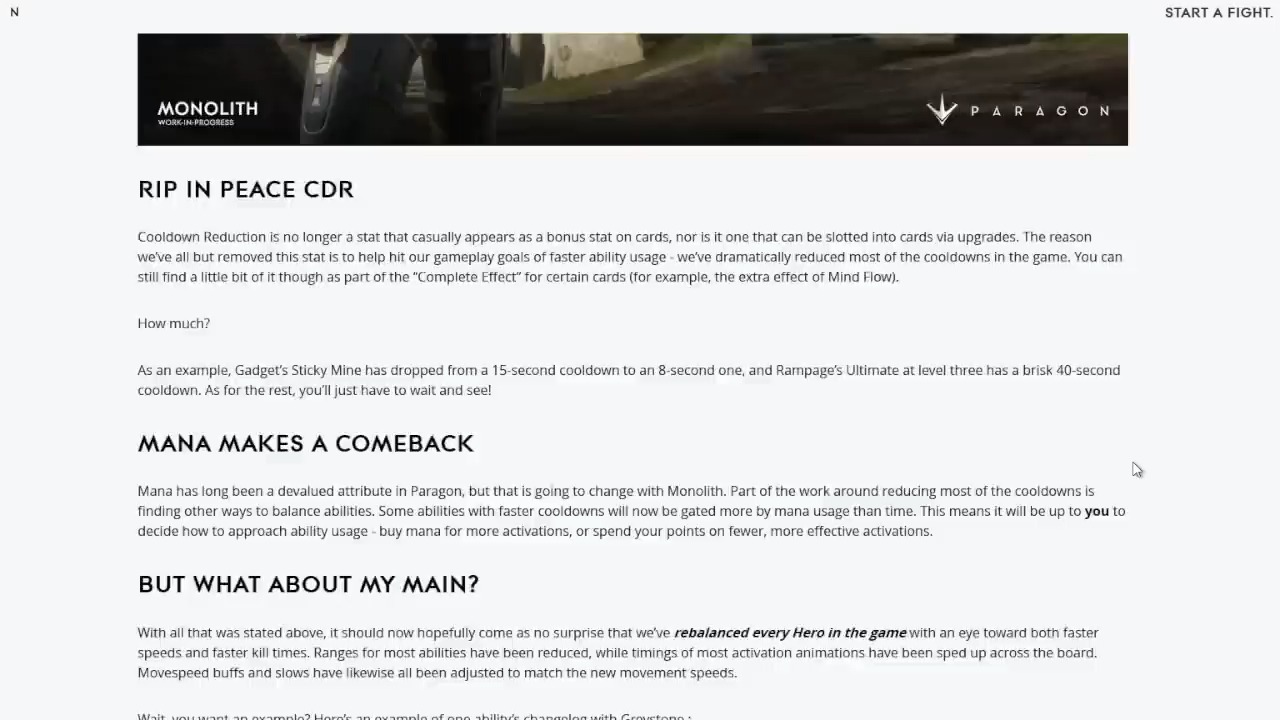 N
START A FIGHT.
MONOLITH
WORK-IN-PROGRESS
PARAGON
RIP IN PEACE CDR
Cooldown Reduction is no longer a stat that casually appears as a bonus stat on cards, nor is it one that can be slotted into cards via upgrades. The reason
we've all but removed this stat is to help hit our gameplay goals of faster ability usage - we've dramatically reduced most of the cooldowns in the game. You can
still find a little bit of it though as part of the "Complete Effect" for certain cards (for example, the extra effect of Mind Flow).
How much?
As an example, Gadget's Sticky Mine has dropped from a 15-second cooldown to an 8-second one, and Rampage's Ultimate at level three has a brisk 40-second
cooldown. As for the rest, you'll just have to wait and see!
MANA MAKES A COMEBACK
Mana has long been a devalued attribute in Paragon, but that is going to change with Monolith. Part of the work around reducing most of the cooldowns is
finding other ways to balance abilities. Some abilities with faster cooldowns will now be gated more by mana usage than time. This means it will be up to you to
decide how to approach ability usage - buy mana for more activations, or spend your points on fewer, more effective activations.
BUT WHAT ABOUT MY MAIN?
With all that was stated above, it should now hopefully come as no surprise that we've rebalanced every Hero in the game with an eye toward both faster
speeds and faster kill times. Ranges for most abilities have been reduced, while timings of most activation animations have been sped up across the board.
Movespeed buffs and slows have likewise all been adjusted to match the new movement speeds.
Wait, you want an example? Here's an example of one ability's changelog with Greystone :